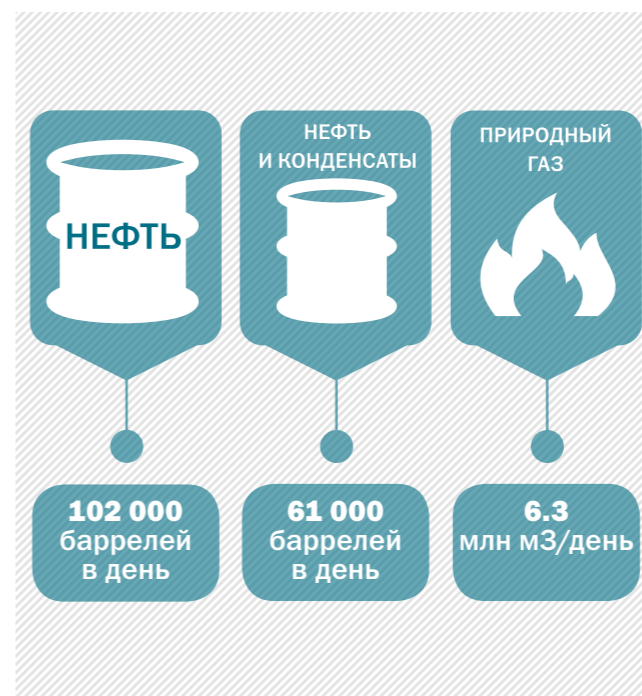 НЕФТЬ
102 000
баррелей
в день
НЕФТЬ
И КОНДЕНСАТЫ
61 000
баррелей
в день
ПРИРОДНЫЙ
ГАЗ
6.3
млн м3/день